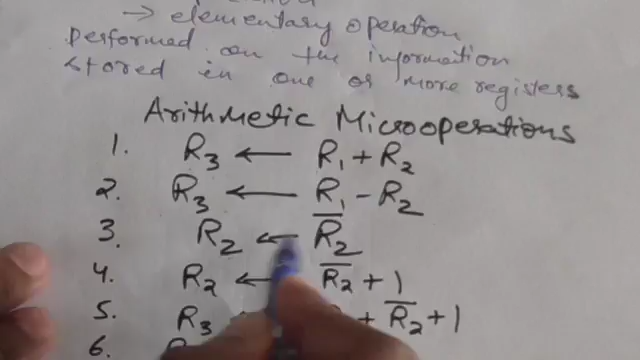 → elementary operation
performed on the information
stored in one or more registers
Arithmetic Microoperations
1. R₃ ← R₁ + R₂
2. R₃ ← R₁ - R₂
3. R₂ ← R̅₂
4. R₂ ← R̅₂ + 1
5. R₃ + R̅₂ + 1
6.